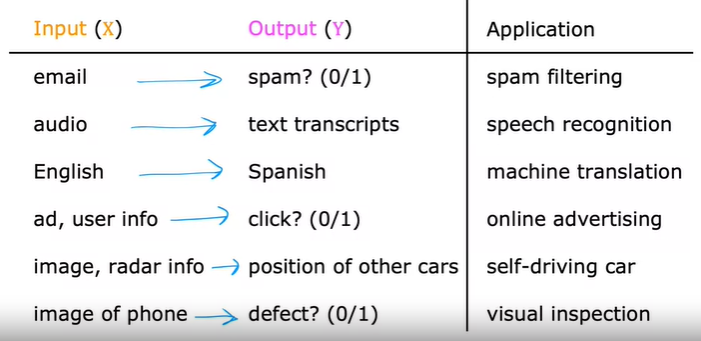 Input (X) Output (Y) Application
email spam? (0/1) spam filtering
audio text transcripts speech recognition
English Spanish machine translation
ad, user info click? (0/1) online advertising
image, radar info position of other cars self-driving car
image of phone defect? (0/1) visual inspection